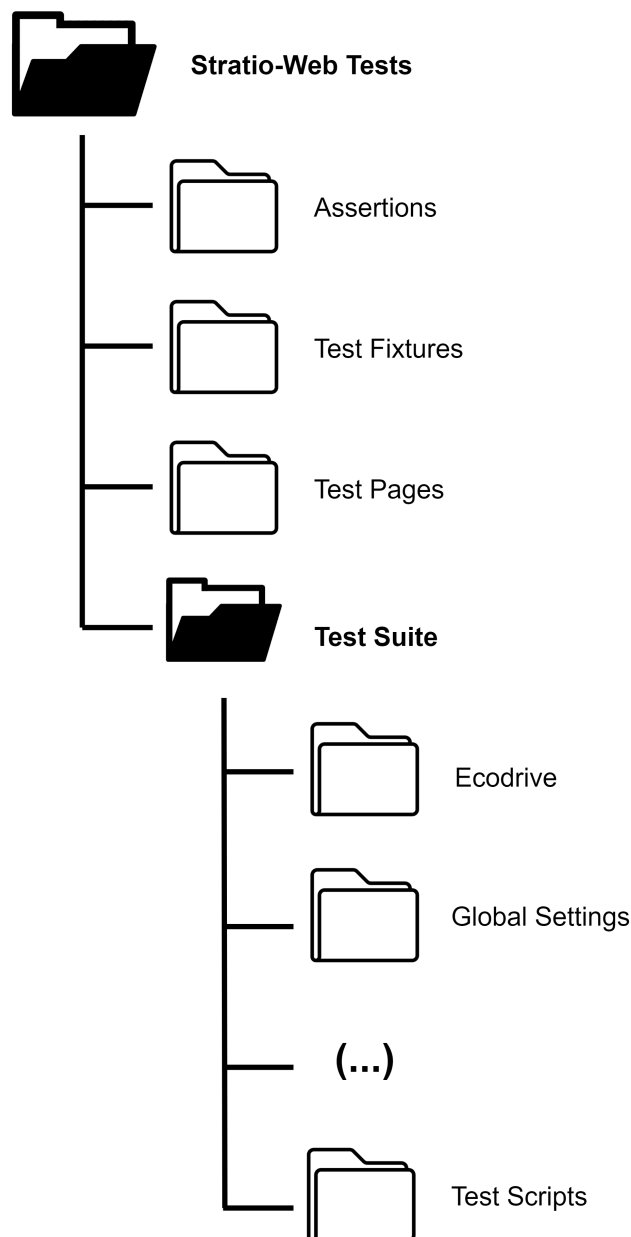 Stratio-Web Tests
Assertions
Test Fixtures
Test Pages
Test Suite
Ecodrive
Global Settings
(...)
Test Scripts